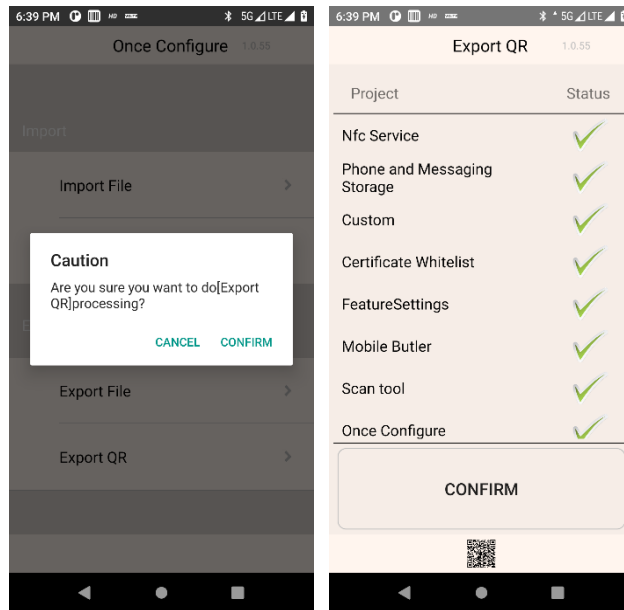 6:39 PM
5G LTE
Once Configure 1.0.55
Import
Import File
Caution
Are you sure you want to do[Export
QR]processing?
CANCEL CONFIRM
E
Export File
Export QR
6:39 PM
5G LTE
Export QR 1.0.55
Project Status
Nfc Service
Phone and Messaging
Storage
Custom
Certificate Whitelist
FeatureSettings
Mobile Butler
Scan tool
Once Configure
CONFIRM